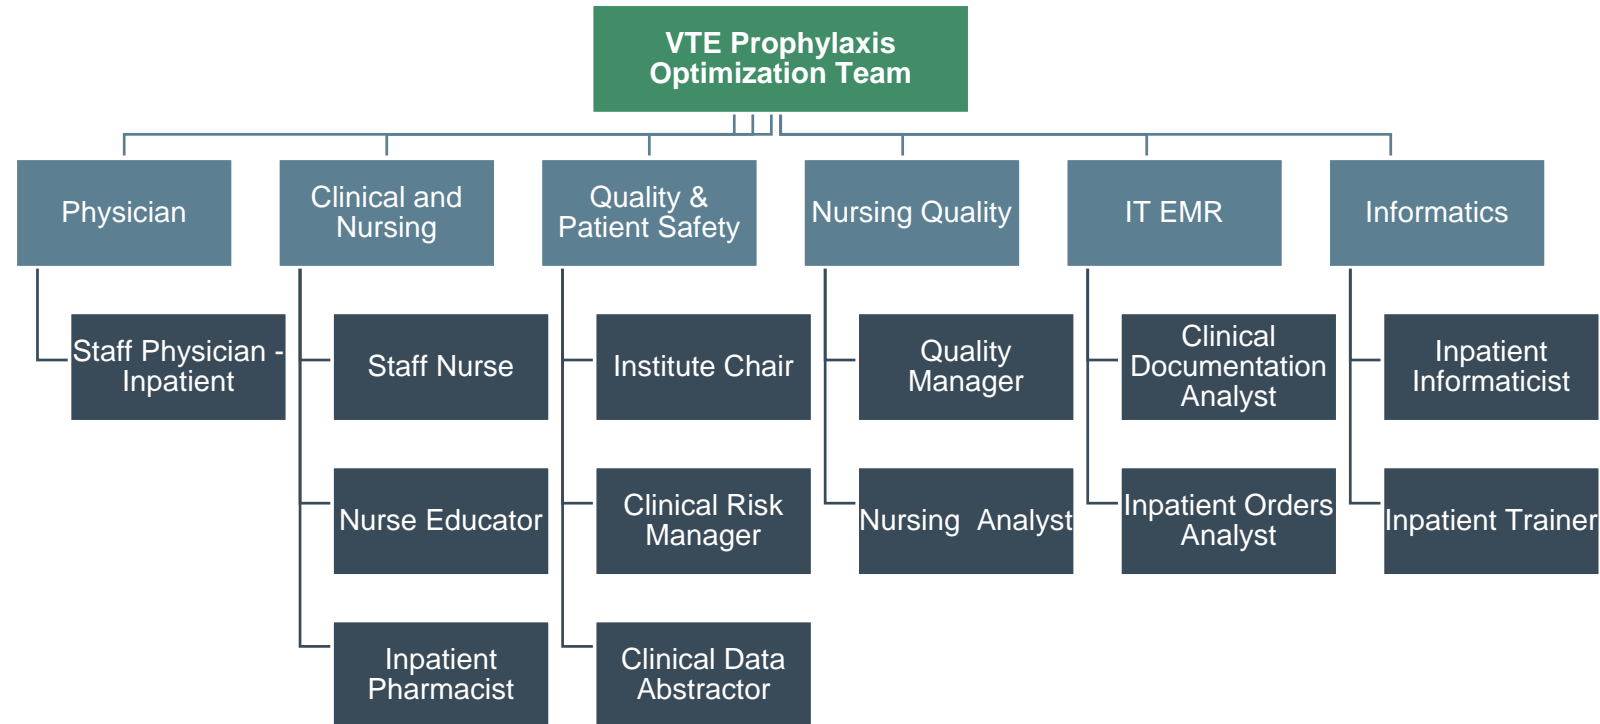 VTE Prophylaxis
Optimization Team
Physician
Clinical and
Nursing
Quality &
Patient Safety
Nursing Quality
IT EMR
Informatics
Staff Physician -
Inpatient
Staff Nurse
Institute Chair
Quality
Manager
Clinical
Documentation
Analyst
Inpatient
Informaticist
Nurse Educator
Clinical Risk
Manager
Nursing  Analyst
Inpatient Orders
Analyst
Inpatient Trainer
Inpatient
Pharmacist
Clinical Data
Abstractor